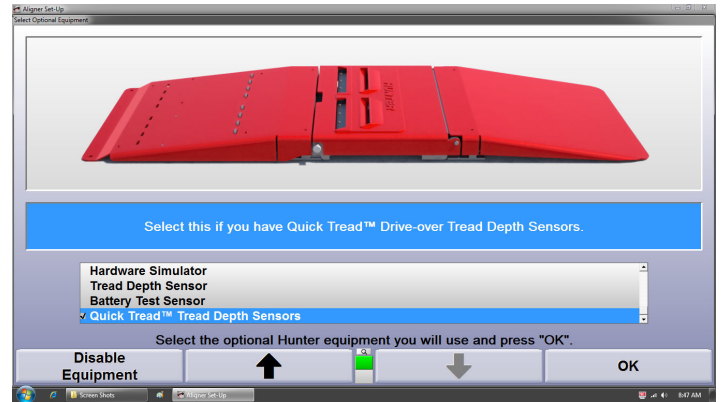 Aligner Set-Up
Select Optional Equipment
HUNTER
Select this if you have Quick Tread™ Drive-over Tread Depth Sensors.
Hardware Simulator
Tread Depth Sensor
Battery Test Sensor
Quick Tread™ Tread Depth Sensors
Select the optional Hunter equipment you will use and press "OK".
Disable
Equipment
OK
Screen Shots
Aligner Set-Up
8:47 AM